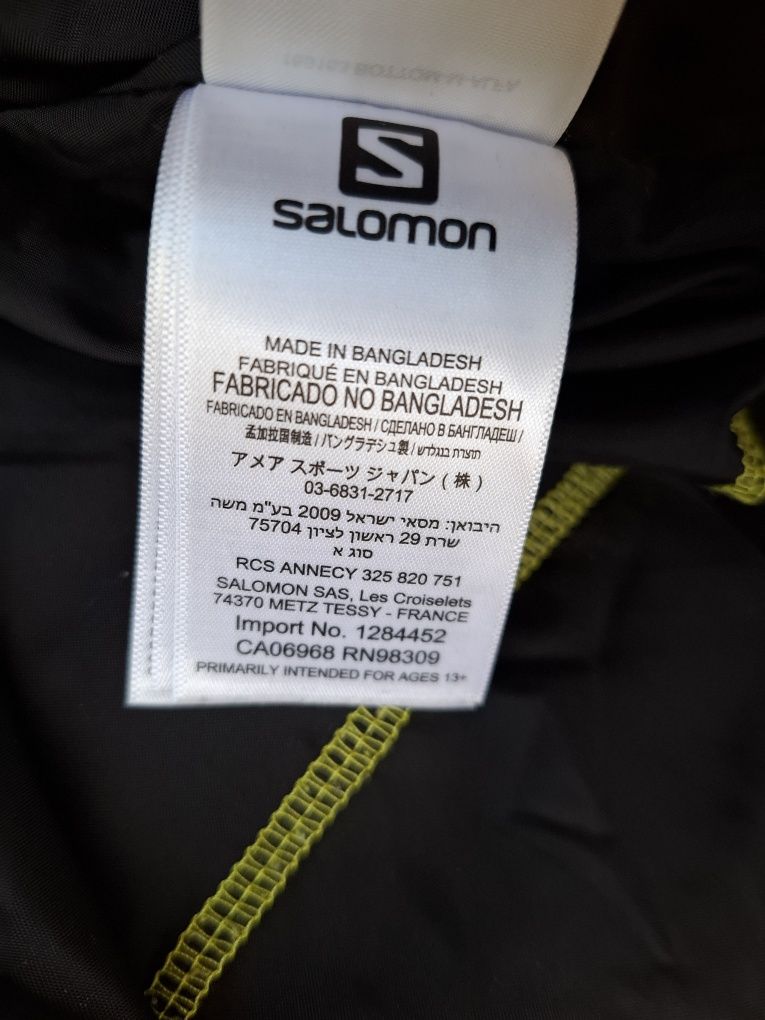 SALOMON
MADE IN BANGLADESH
FABRIQUÉ EN BANGLADESH
FABRICADO NO BANGLADESH
FABRICADO EN BANGLADESH / СДЕЛАНО В БАНГЛАДЕШ /
孟加拉国制造 / バングラデシュ製 / תוצרת בנגלדש
アメア スポーツ ジャパン ( 株 )
03-6831-2717
היבואן: מסאי ישראל 2009 בע"מ משה
שרת 29 ראשון לציון 75704
סוג א
RCS ANNECY 325 820 751
SALOMON SAS, Les Croiselets
74370 METZ TESSY - FRANCE
Import No. 1284452
CA06968 RN98309
PRIMARILY INTENDED FOR AGES 13+